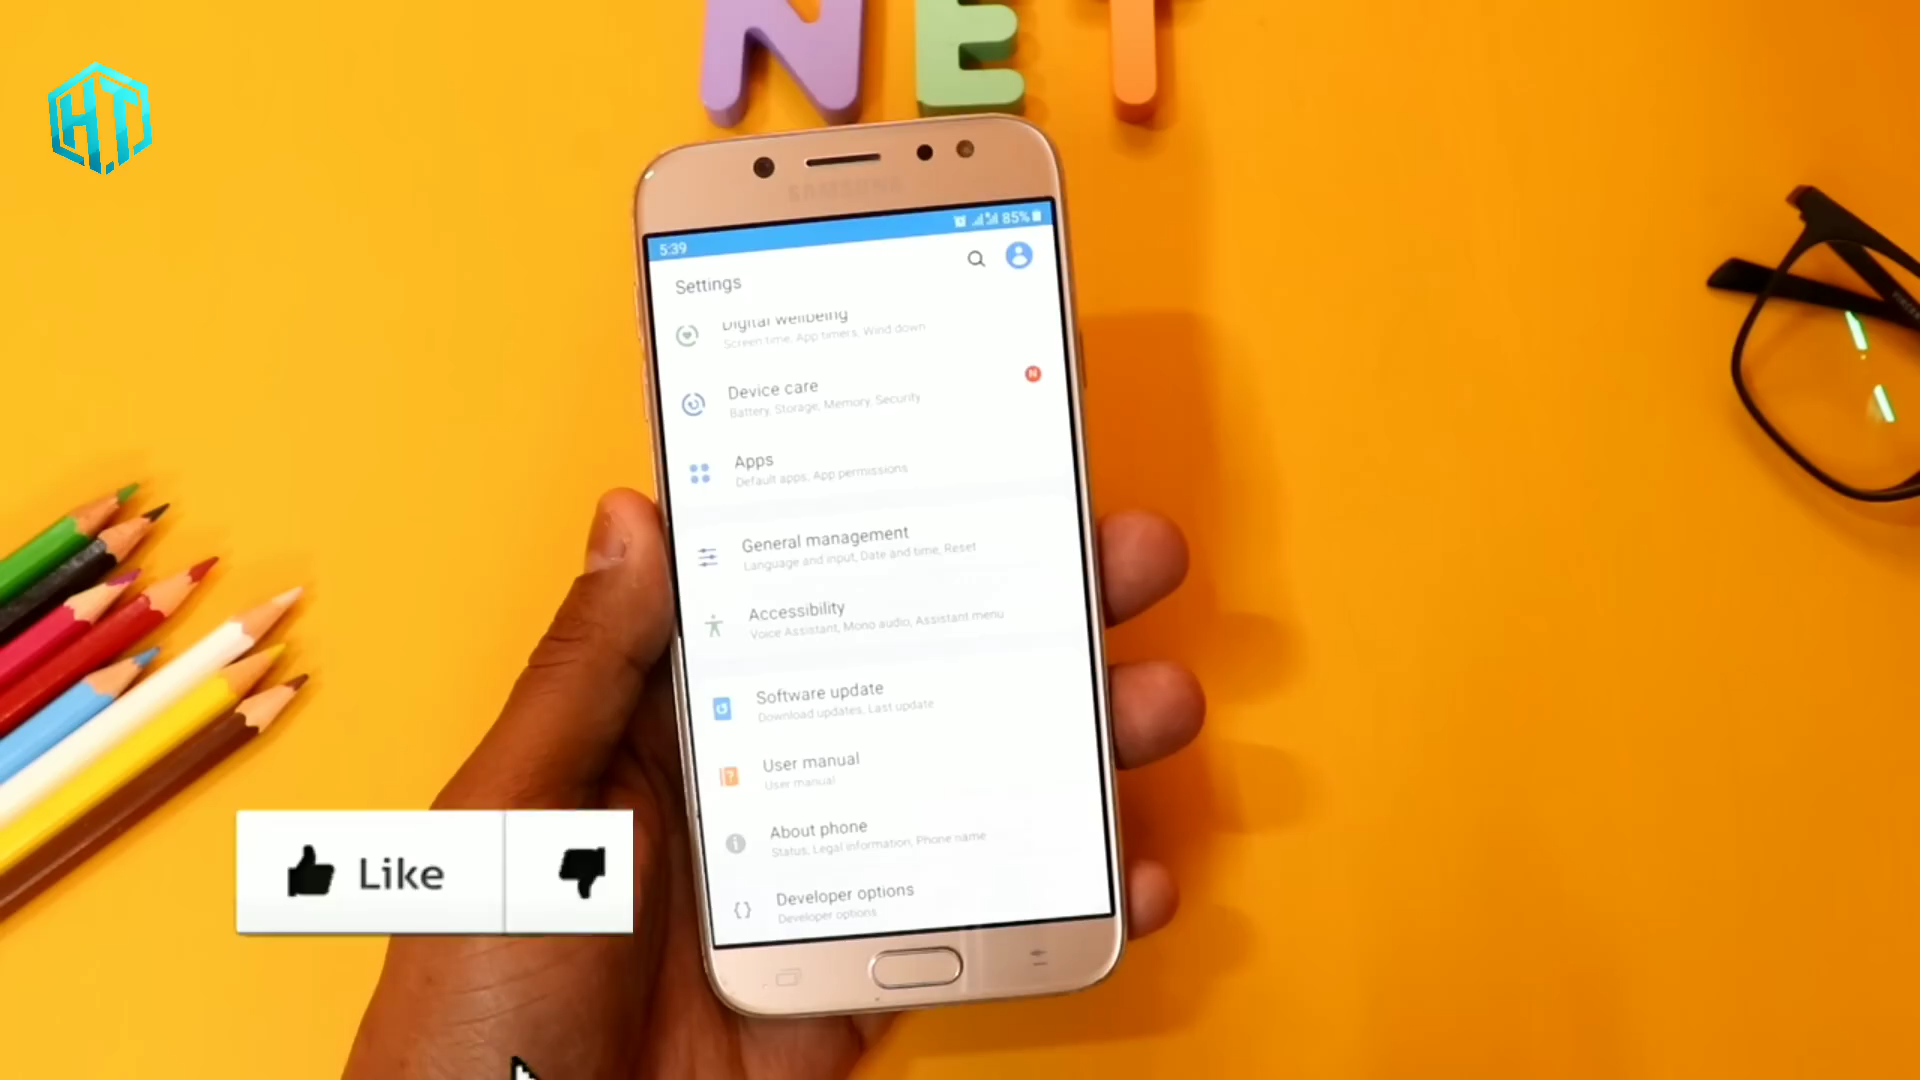 NET
H.T
SAMSUNG
5:39
85%
Settings
Digital wellbeing
Screen time, App timers, Wind down
Device care
Battery, Storage, Memory, Security
N
Apps
Default apps, App permissions
General management
Language and input, Date and time, Reset
Accessibility
Voice Assistant, Mono audio, Assistant menu
Software update
Download updates, Last update
User manual
User manual
About phone
Status, Legal information, Phone name
Developer options
Developer options
Like